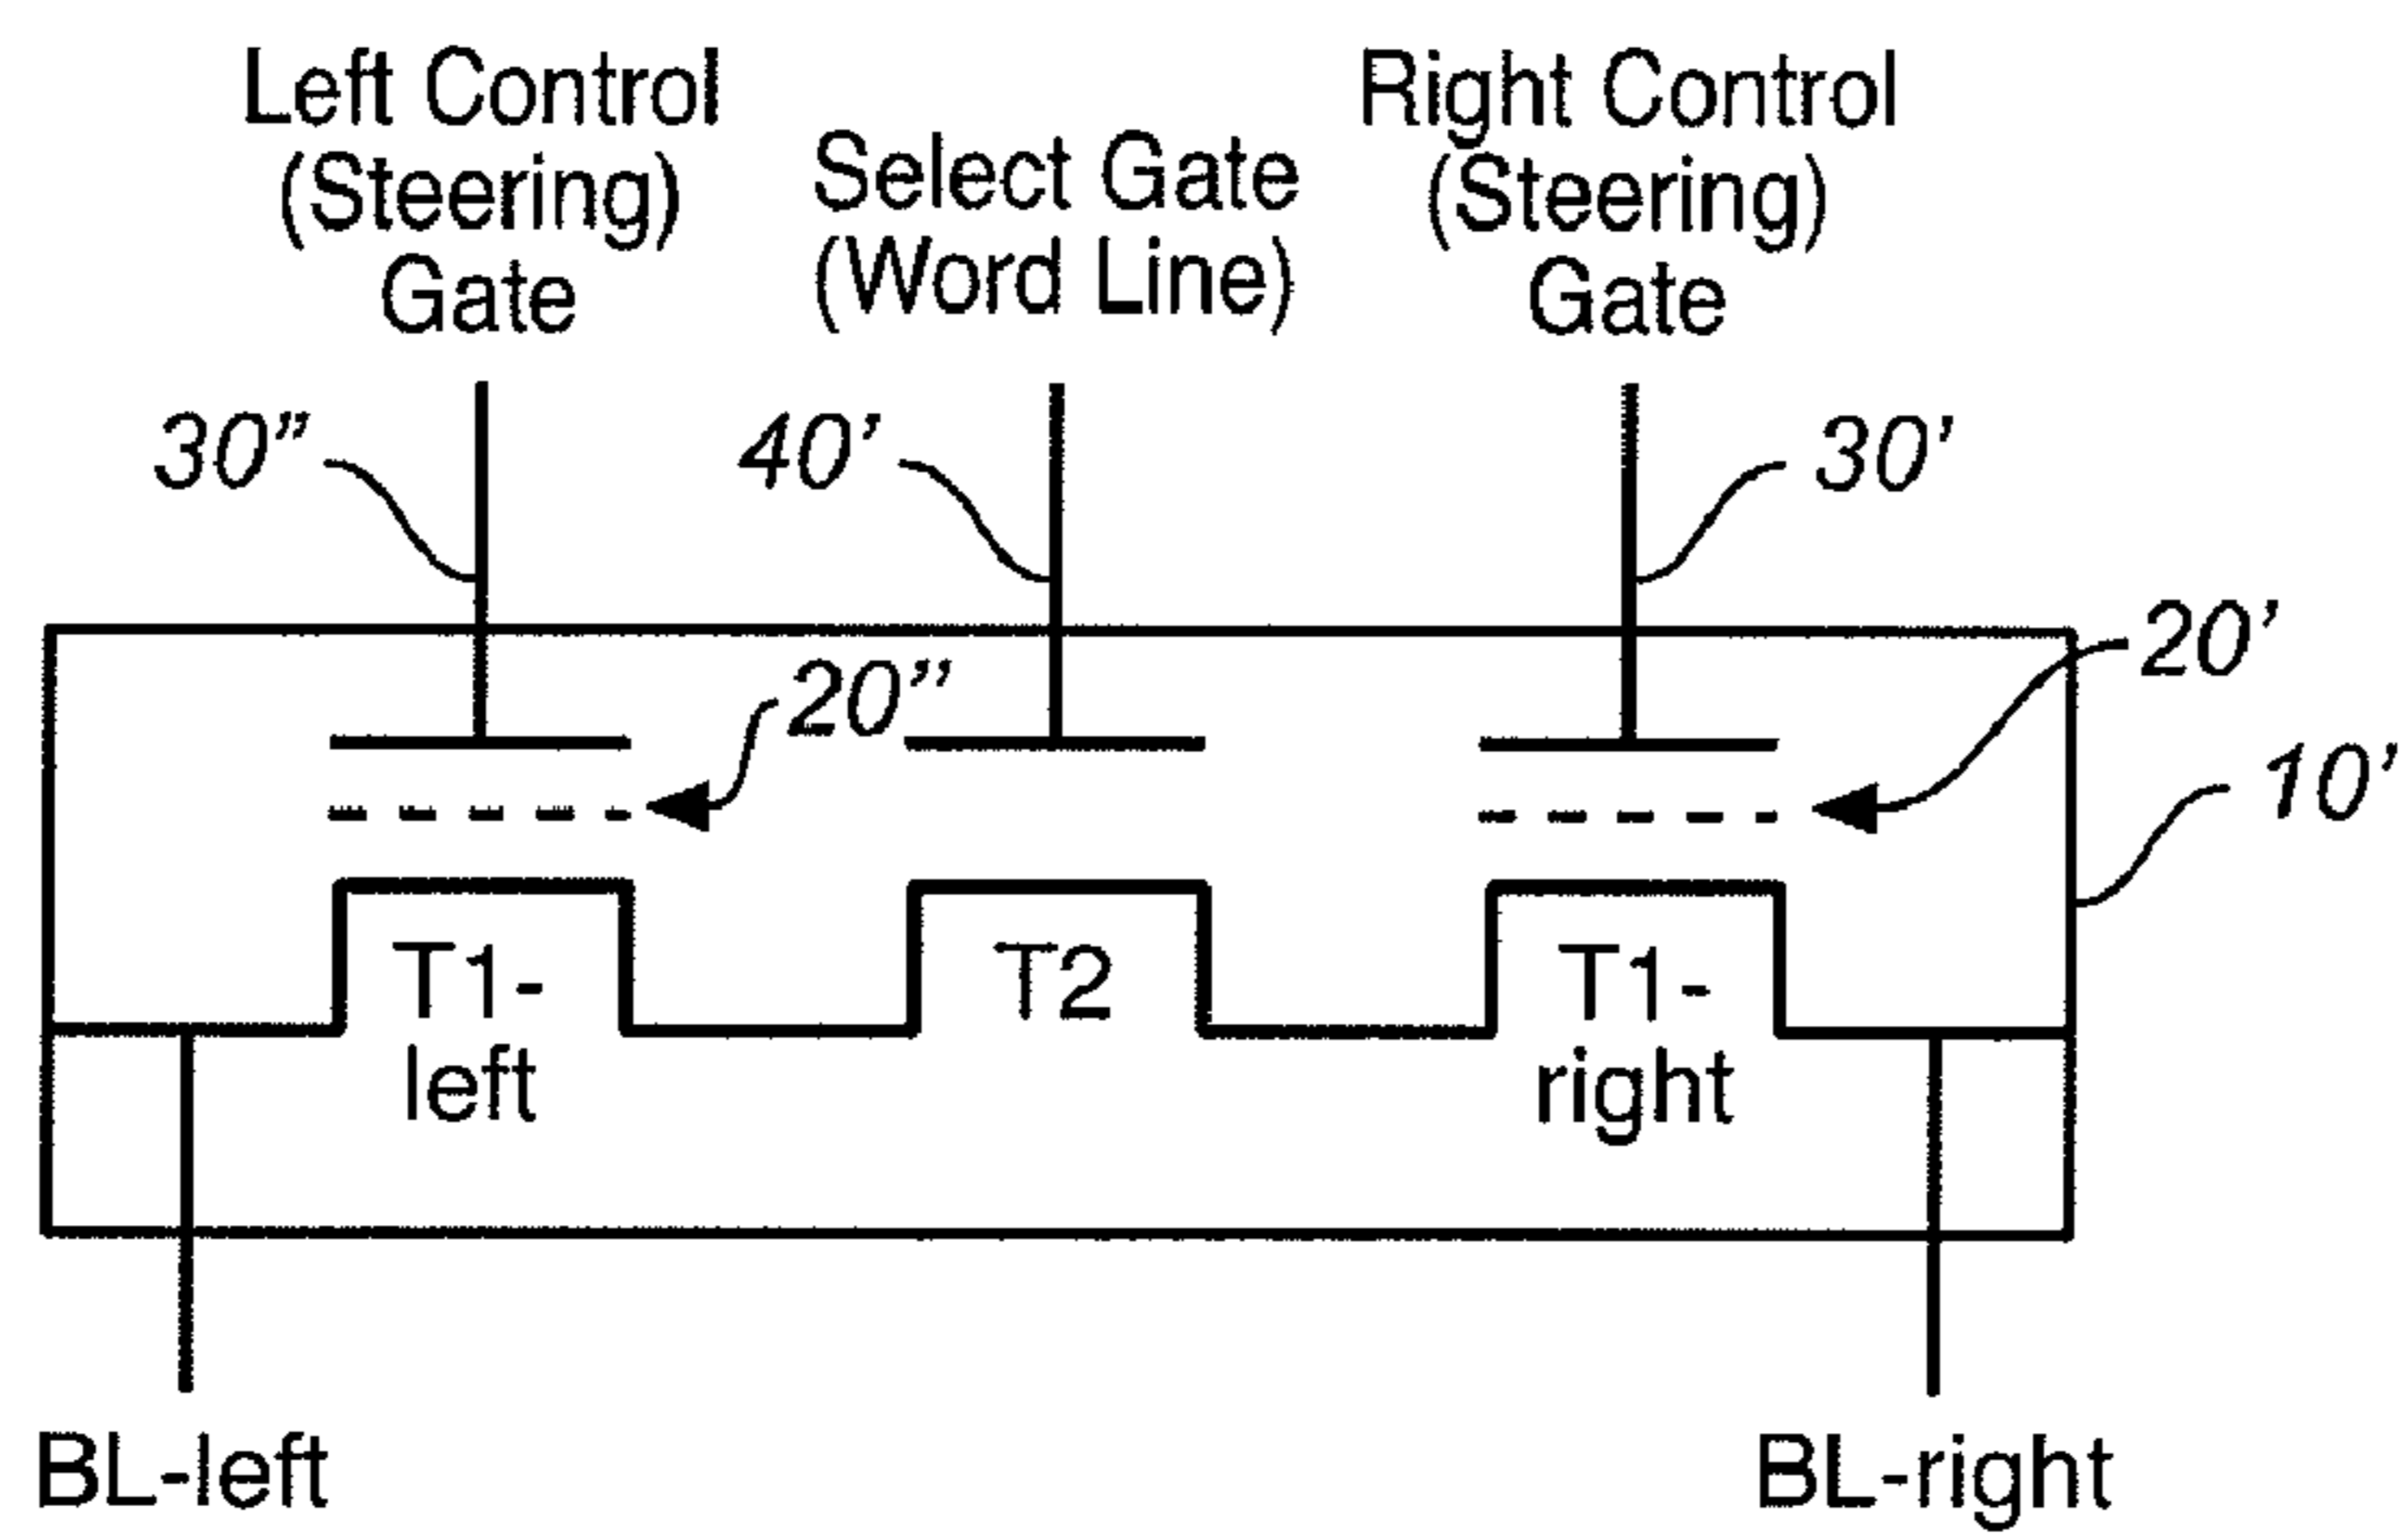 Left Control
(Steering)
Gate
Select Gate
(Word Line)
Right Control
(Steering)
Gate
30”
40’
30’
20”
20’
10’
T1-
left
T2
T1-
right
BL-left
BL-right